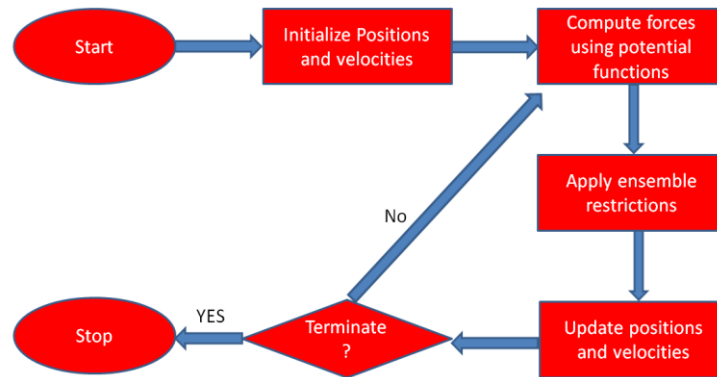 Start
Initialize Positions
and velocities
Compute forces
using potential
functions
Apply ensemble
restrictions
No
YES
Stop
Terminate
?
Update positions
and velocities